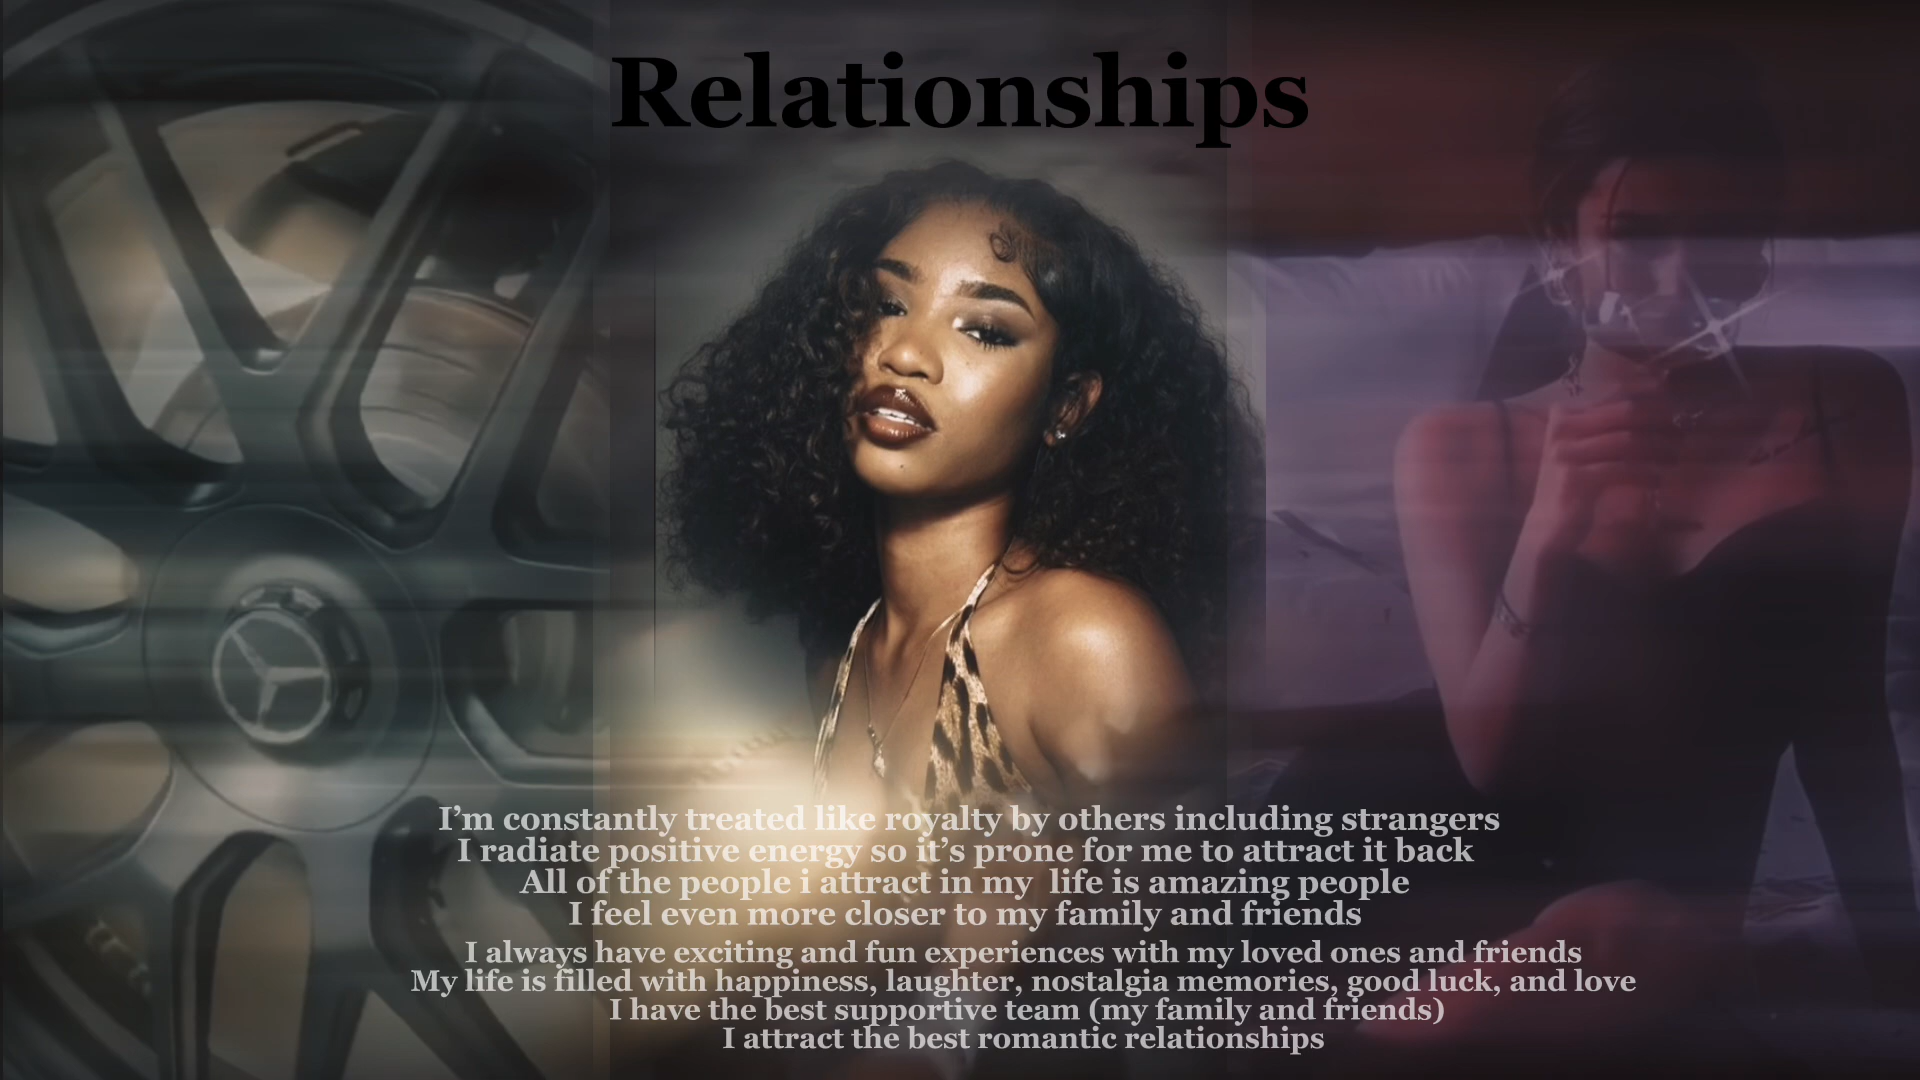 Relationships
I’m constantly treated like royalty by others including strangers
I radiate positive energy so it’s prone for me to attract it back
All of the people i attract in my life is amazing people
I feel even more closer to my family and friends
I always have exciting and fun experiences with my loved ones and friends
My life is filled with happiness, laughter, nostalgia memories, good luck, and love
I have the best supportive team (my family and friends)
I attract the best romantic relationships